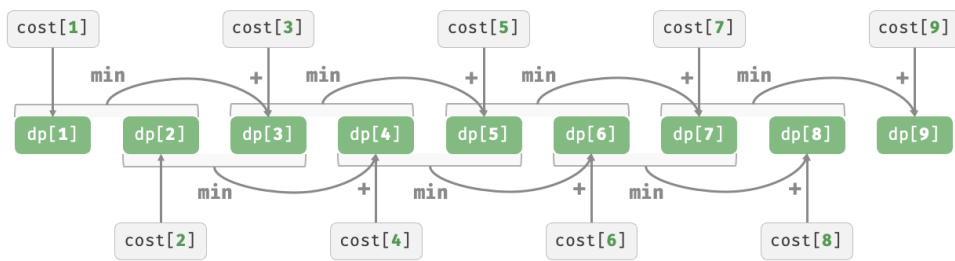 cost[1] cost[3] cost[5] cost[7] cost[9]
min + min + min + min +
dp[1] dp[2] dp[3] dp[4] dp[5] dp[6] dp[7] dp[8] dp[9]
min + min + min +
cost[2] cost[4] cost[6] cost[8]